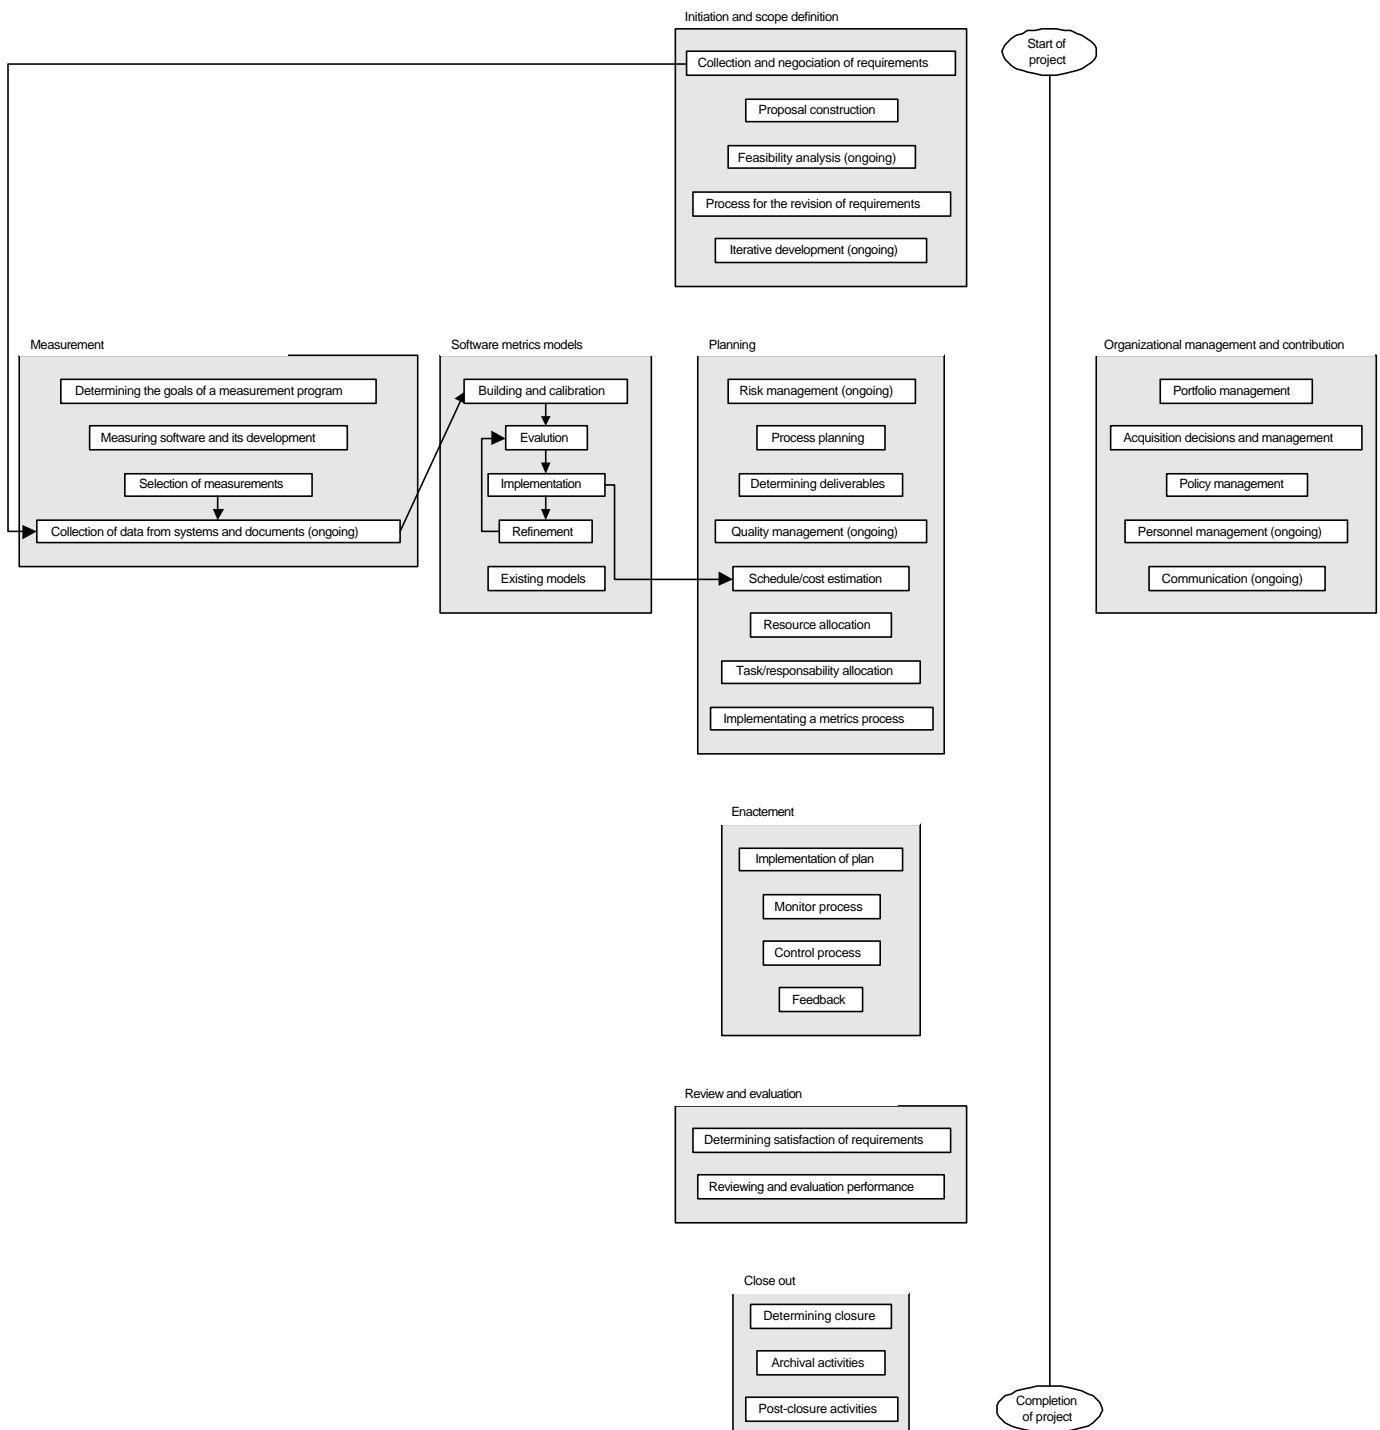 Initiation and scope definition
Start of
project
Collection and negociation of requirements
Proposal construction
Feasibility analysis (ongoing)
Process for the revision of requirements
Iterative development (ongoing)
Measurement
Determining the goals of a measurement program
Measuring software and its development
Selection of measurements
Collection of data from systems and documents (ongoing)
Software metrics models
Building and calibration
Evalution
Implementation
Refinement
Existing models
Planning
Risk management (ongoing)
Process planning
Determining deliverables
Quality management (ongoing)
Schedule/cost estimation
Resource allocation
Task/responsability allocation
Implementating a metrics process
Organizational management and contribution
Portfolio management
Acquisition decisions and management
Policy management
Personnel management (ongoing)
Communication (ongoing)
Enactement
Implementation of plan
Monitor process
Control process
Feedback
Review and evaluation
Determining satisfaction of requirements
Reviewing and evaluation performance
Close out
Determining closure
Archival activities
Post-closure activities
Completion
of project